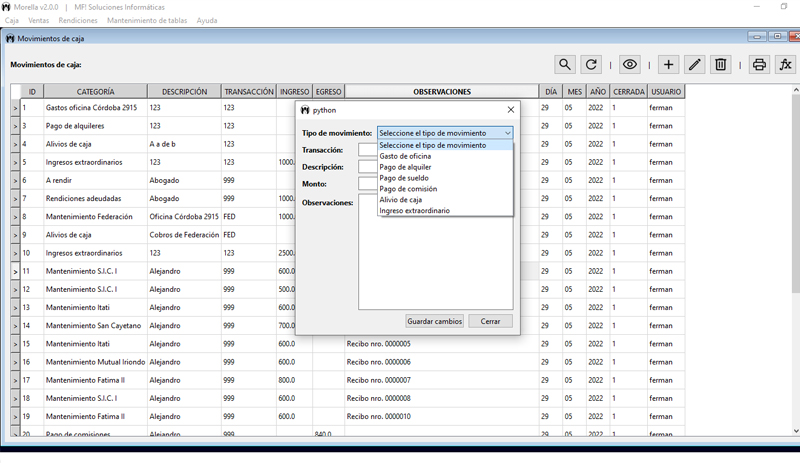 Morella v2.0.0 | MF! Soluciones Informáticas
Caja Ventas Rendiciones Mantenimiento de tablas Ayuda
Movimientos de caja
Movimientos de caja:
ID CATEGORÍA DESCRIPCIÓN TRANSACCIÓN INGRESO EGRESO OBSERVACIONES DÍA MES AÑO CERRADA USUARIO
> 1 Gastos oficina Córdoba 2915 123 123 29 05 2022 1 ferman
> 3 Pago de alquileres 123 123 29 05 2022 1 ferman
> 4 Alivios de caja A a de b 123 29 05 2022 1 ferman
> 5 Ingresos extraordinarios 123 123 1000. 29 05 2022 1 ferman
> 6 A rendir Abogado 999 29 05 2022 1 ferman
> 7 Rendiciones adeudadas Abogado 999 1000. 29 05 2022 1 ferman
> 8 Mantenimiento Federación Oficina Córdoba 2915 FED 1000. 29 05 2022 1 ferman
> 9 Alivios de caja Cobros de Federación FED 29 05 2022 1 ferman
> 10 Ingresos extraordinarios 123 123 2500. 29 05 2022 1 ferman
> 11 Mantenimiento S.I.C. I Alejandro 999 600.0 29 05 2022 1 ferman
> 12 Mantenimiento S.I.C. I Alejandro 999 500.0 29 05 2022 1 ferman
> 13 Mantenimiento Itati Alejandro 999 600.0 29 05 2022 1 ferman
> 14 Mantenimiento San Cayetano Alejandro 999 700.0 29 05 2022 1 ferman
> 15 Mantenimiento Itati Alejandro 999 600.0 Recibo nro. 0000005 29 05 2022 1 ferman
> 16 Mantenimiento Mutual Iriondo Alejandro 999 600.0 Recibo nro. 0000006 29 05 2022 1 ferman
> 17 Mantenimiento Fatima II Alejandro 999 800.0 Recibo nro. 0000007 29 05 2022 1 ferman
> 18 Mantenimiento S.I.C. I Alejandro 999 600.0 Recibo nro. 0000008 29 05 2022 1 ferman
> 19 Mantenimiento Fatima II Alejandro 999 600.0 Recibo nro. 0000010 29 05 2022 1 ferman
> 20 Pago de comisiones Alejandro 999 840.0 29 05 2022 1 ferman
python
Tipo de movimiento: Seleccione el tipo de movimiento
Seleccione el tipo de movimiento
Gasto de oficina
Pago de alquiler
Pago de sueldo
Pago de comisión
Alivio de caja
Ingreso extraordinario
Transacción:
Descripción:
Monto:
Observaciones:
Guardar cambios Cerrar